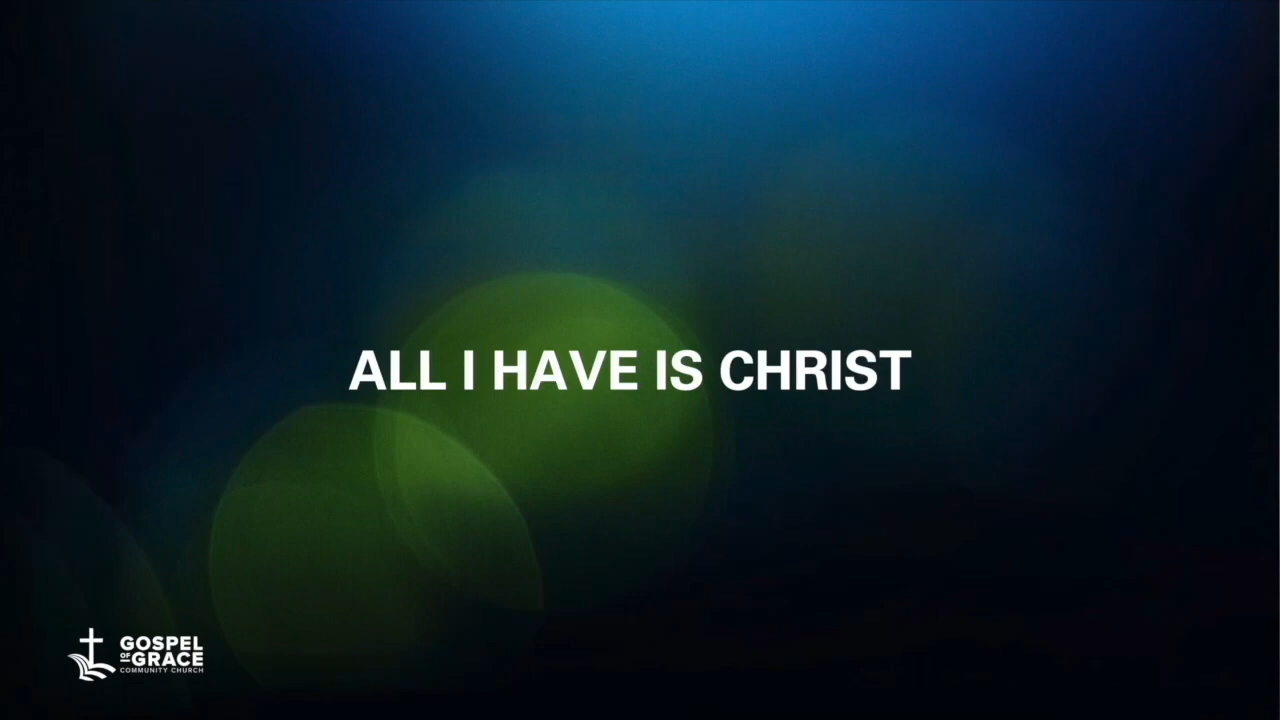 ALL I HAVE IS CHRIST
GOSPEL
OF GRACE
COMMUNITY CHURCH